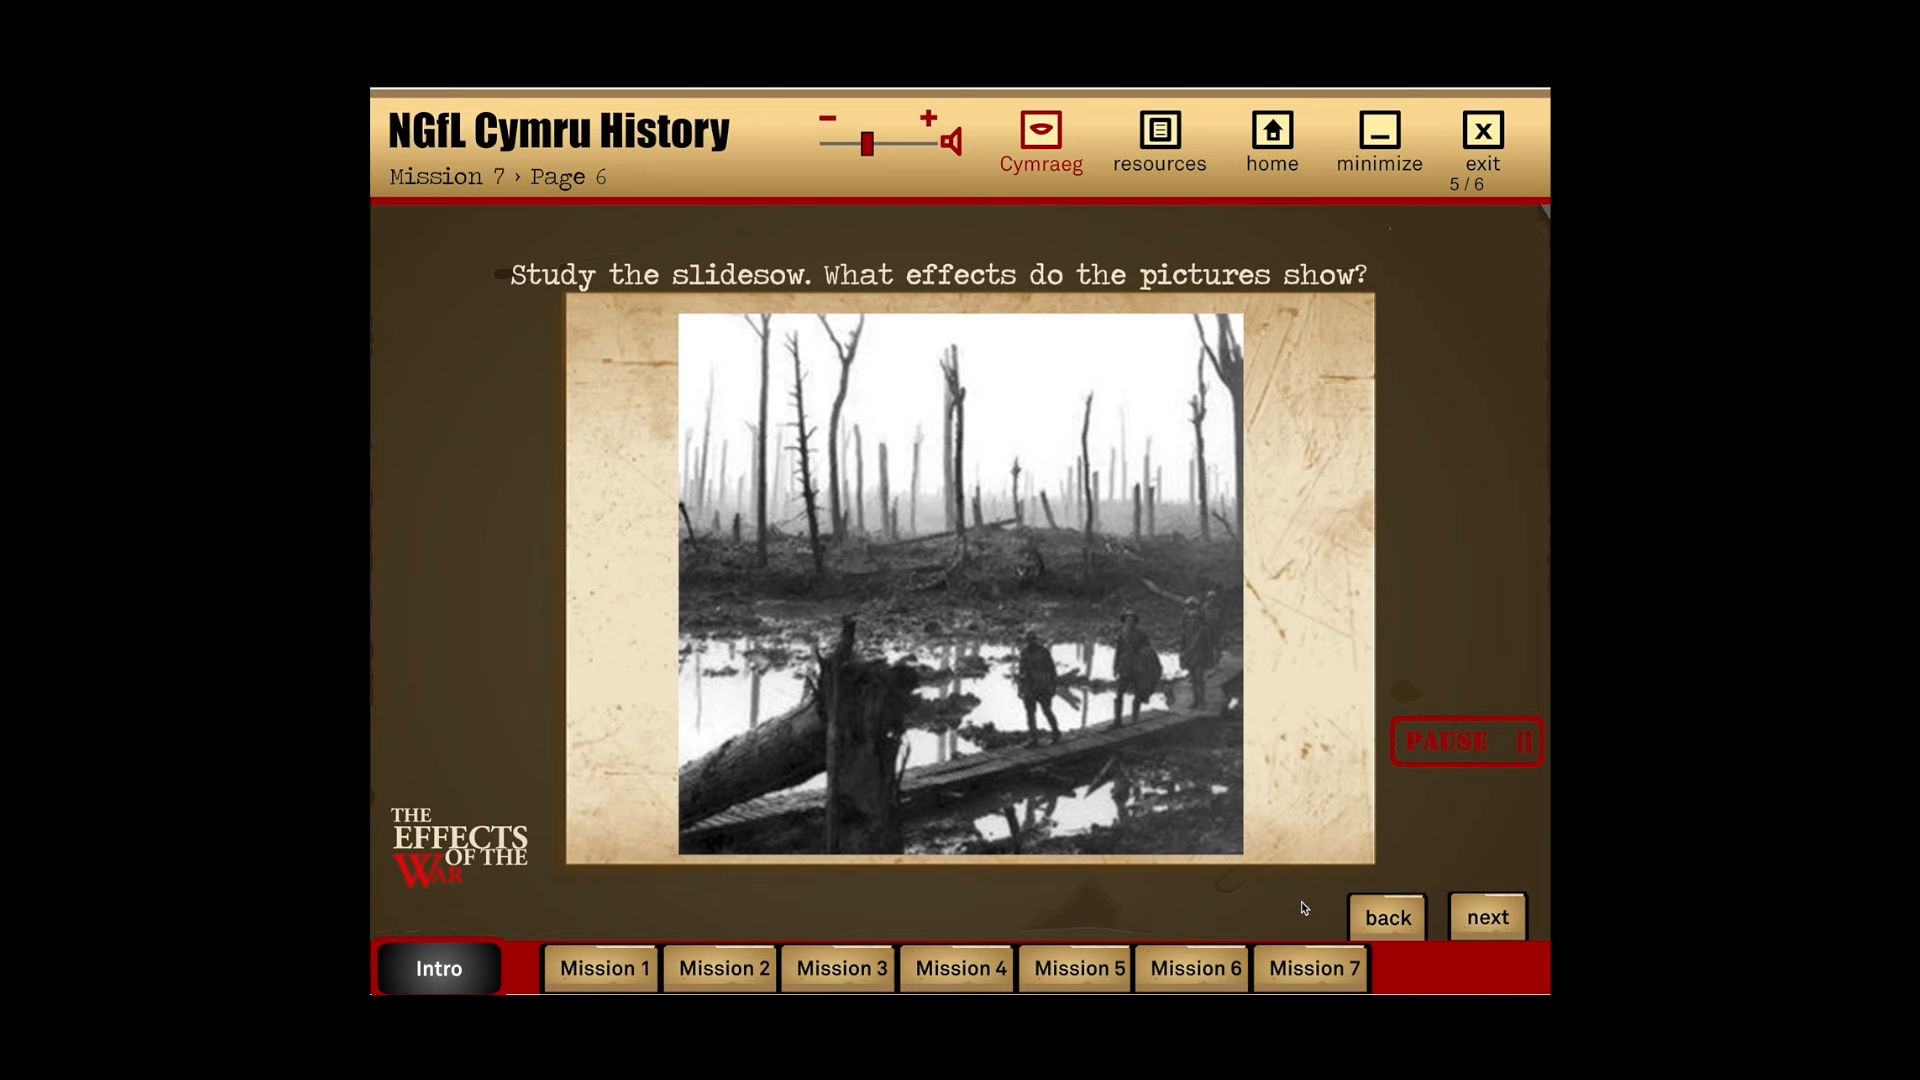 NGfL Cymru History
Mission 7 › Page 6
Cymraeg
resources
home
minimize
exit
5/6
Study the slidesow. What effects do the pictures show?
PAUSE
THE
EFFECTS
OF THE
WAR
back
next
Intro
Mission 1
Mission 2
Mission 3
Mission 4
Mission 5
Mission 6
Mission 7